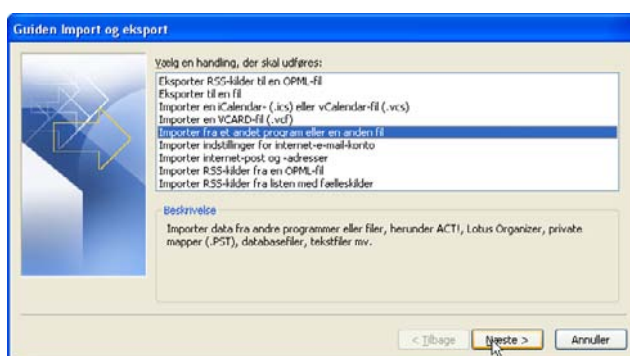 Guiden Import og eksport
Vælg en handling, der skal udføres:
Eksporter RSS-kilder til en OPML-fil
Eksporter til en fil
Importer en iCalendar- (.ics) eller vCalendar-fil (.vcs)
Importer en VCARD-fil (.vcf)
Importer fra et andet program eller en anden fil
Importer indstillinger for internet-e-mail-konto
Importer internet-post og -adresser
Importer RSS-kilder fra en OPML-fil
Importer RSS-kilder fra listen med fælleskilder
Beskrivelse
Importer data fra andre programmer eller filer, herunder ACT!, Lotus Organizer, private
mapper (.PST), databasefiler, tekstfiler mv.
< Tilbage Næste > Annuller